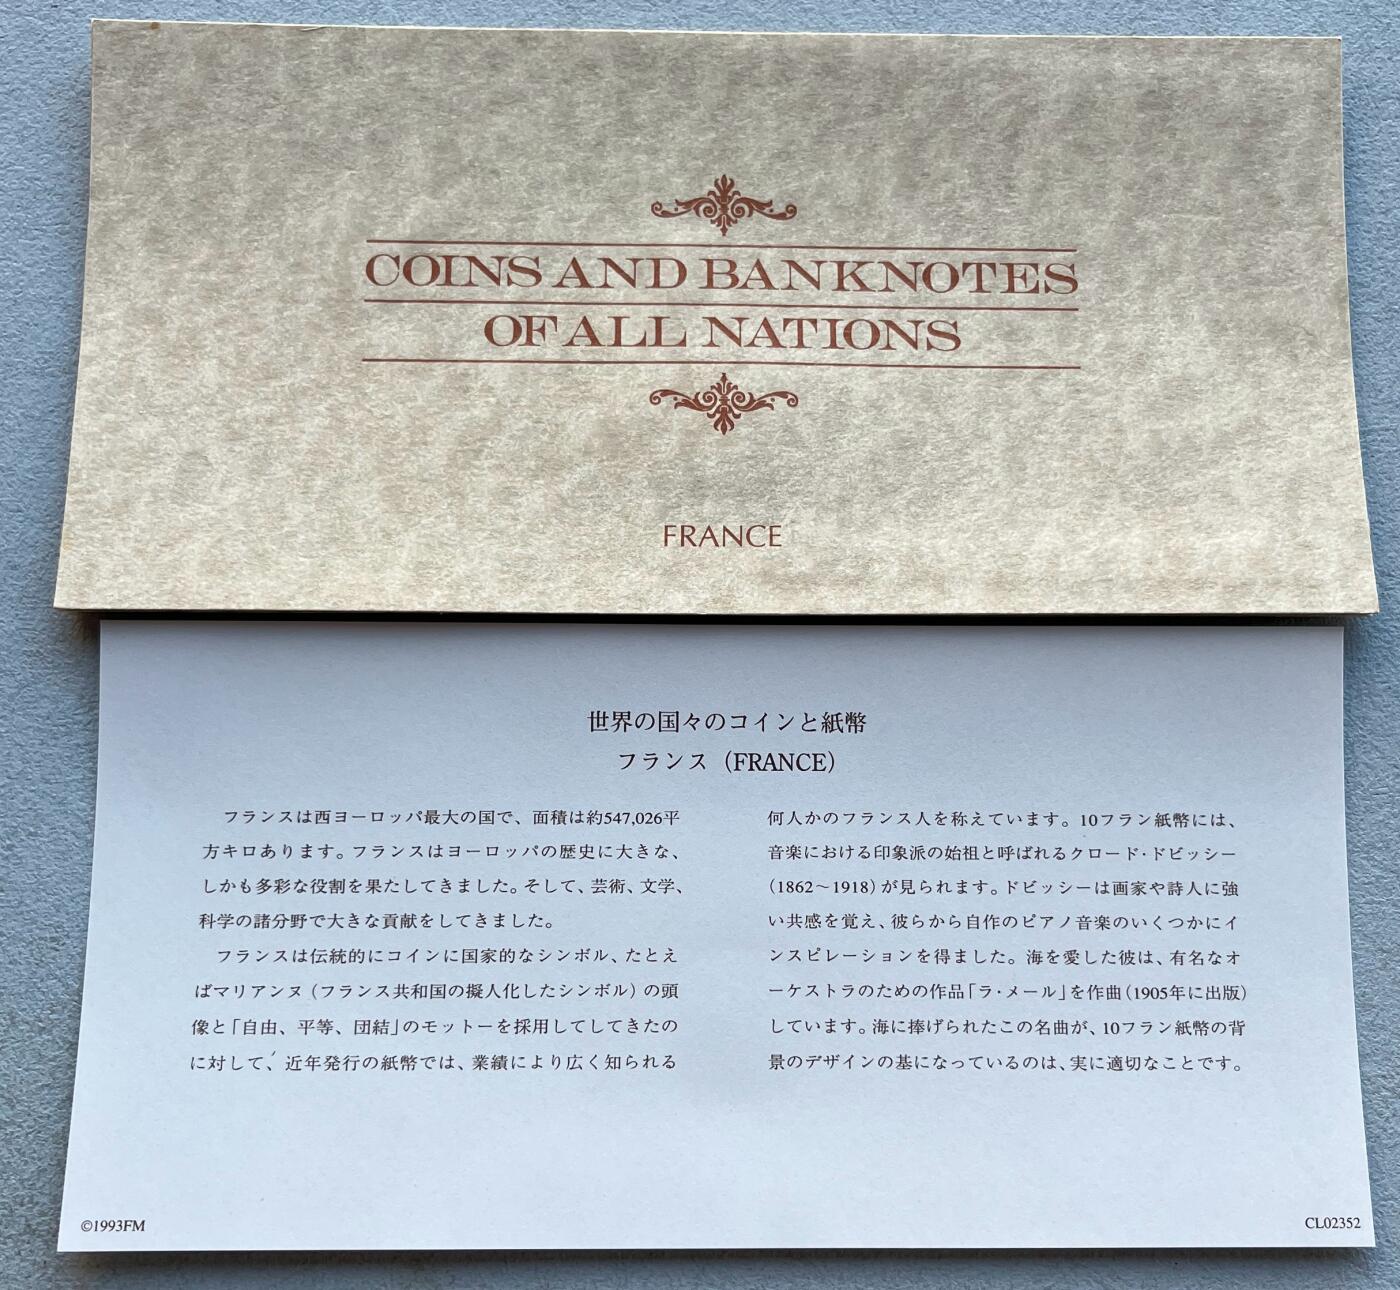 COINS AND BANKNOTES
OF ALL NATIONS
FRANCE
世界の国々のコインと紙幣
フランス（FRANCE）
フランスは西ヨーロッパ最大の国で、面積は約547,026平
方キロあります。フランスはヨーロッパの歴史に大きな、
しかも多彩な役割を果たしてきました。そして、芸術、文学、
科学の諸分野で大きな貢献をしてきました。
フランスは伝統的にコインに国家的なシンボル、たとえ
ばマリアンヌ（フランス共和国の擬人化したシンボル）の頭
像と「自由、平等、団結」のモットーを採用してしてきたの
に対して、近年発行の紙幣では、業績により広く知られる
何人かのフランス人を称えています。10フラン紙幣には、
音楽における印象派の始祖と呼ばれるクロード・ドビッシー
（1862～1918）が見られます。ドビッシーは画家や詩人に強
い共感を覚え、彼らから自作のピアノ音楽のいくつかにイ
ンスピレーションを得ました。海を愛した彼は、有名なオ
ーケストラのための作品「ラ・メール」を作曲（1905年に出版）
しています。海に捧げられたこの名曲が、10フラン紙幣の背
景のデザインの基になっているのは、実に適切なことです。
©1993FM
CL02352